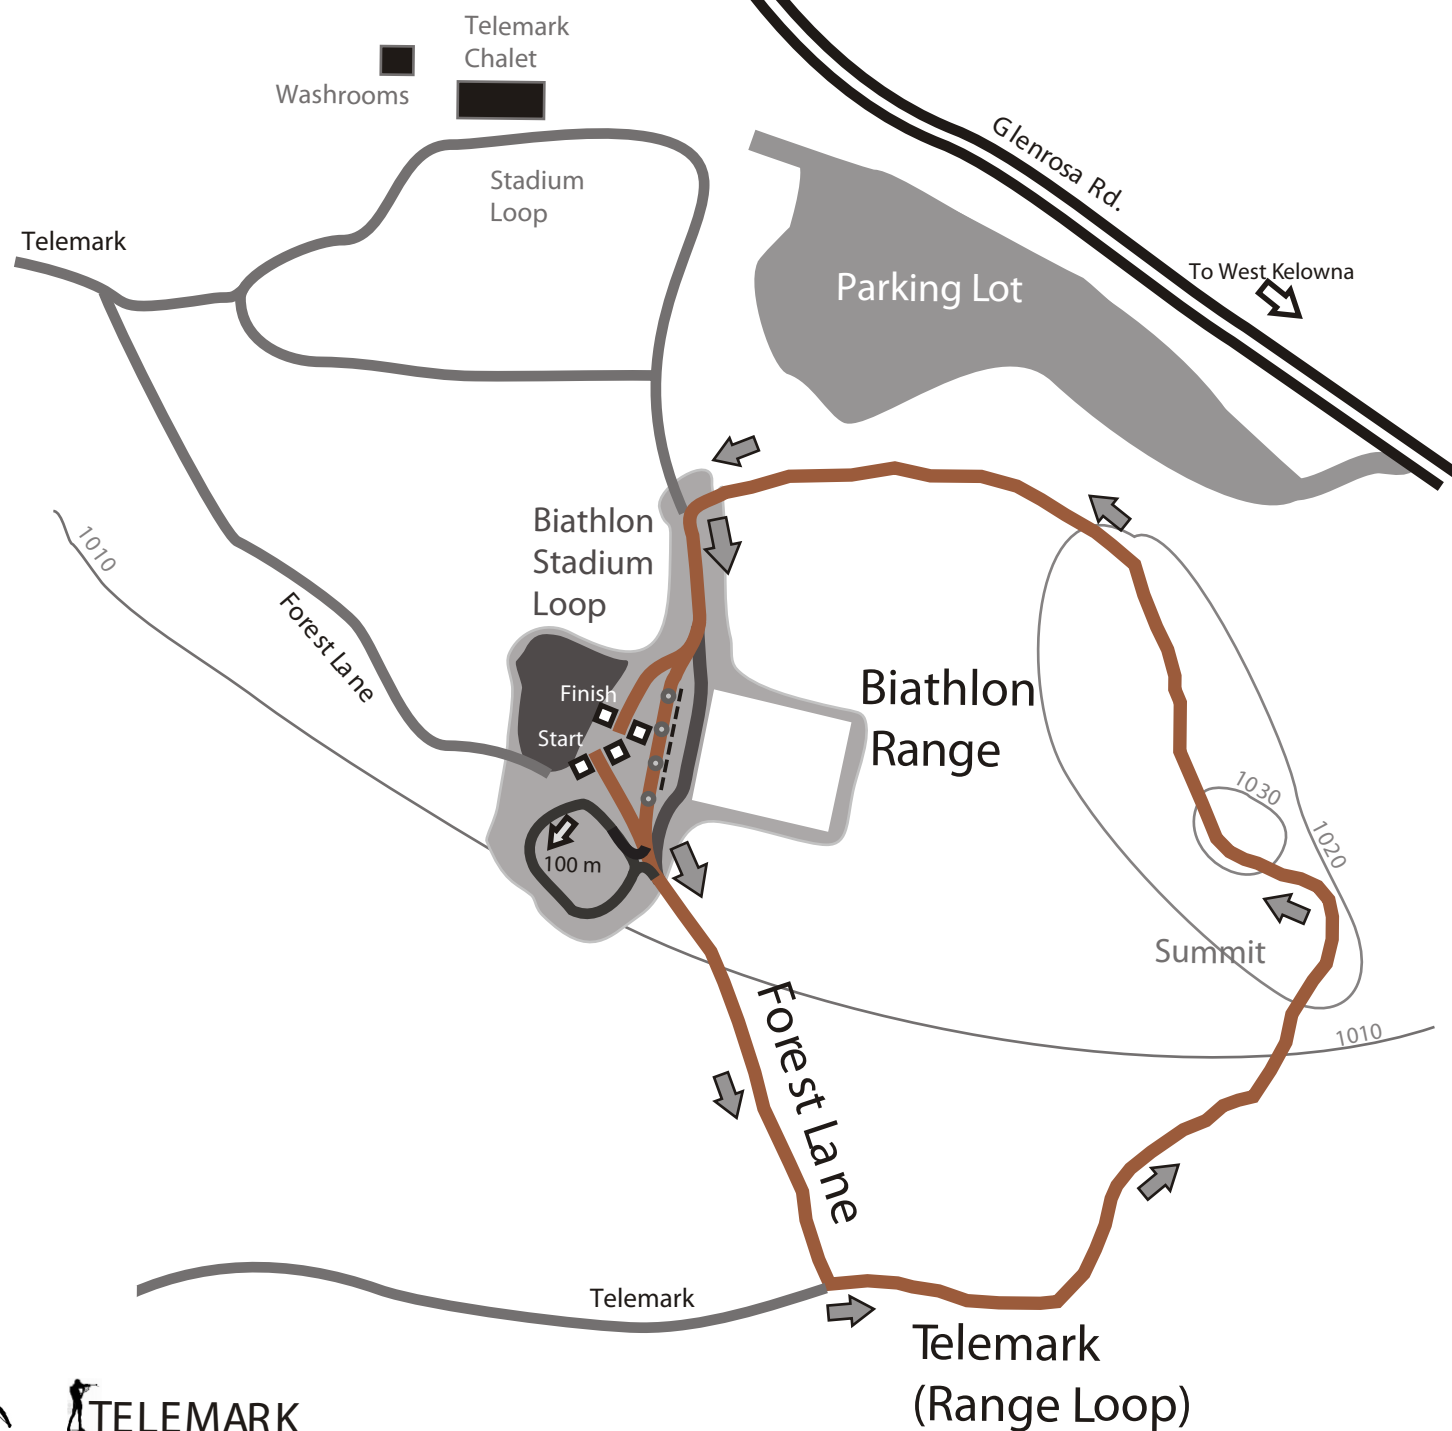 Telemark
Chalet
Washrooms
Glenrosa Rd.
Stadium
Loop
Telemark
To West Kelowna
Parking Lot
Biathlon
Stadium
Loop
1010
Forest Lane
Biathlon
Range
Finish
Start
1030
1020
100 m
Summit
Forest Lane
1010
Telemark
Telemark
(Range Loop)
TELEMARK